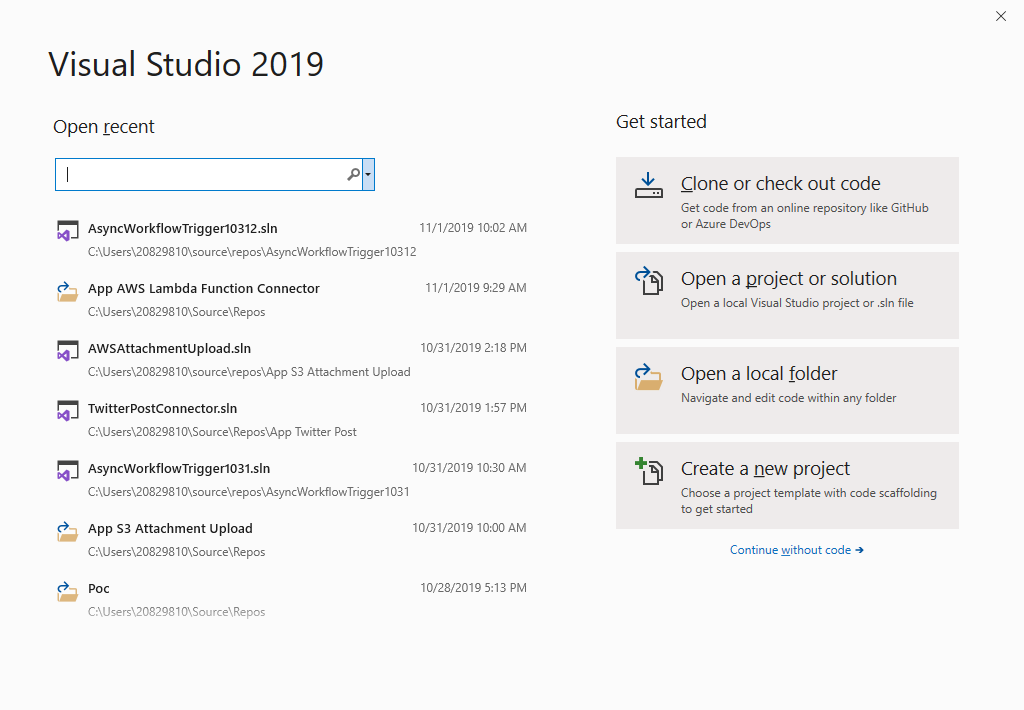 Visual Studio 2019
Open recent
AsyncWorkflowTrigger10312.sln 11/1/2019 10:02 AM
C:\Users\20829810\source\repos\AsyncWorkflowTrigger10312
App AWS Lambda Function Connector 11/1/2019 9:29 AM
C:\Users\20829810\Source\Repos
AWSAttachmentUpload.sln 10/31/2019 2:18 PM
C:\Users\20829810\source\repos\App S3 Attachment Upload
TwitterPostConnector.sln 10/31/2019 1:57 PM
C:\Users\20829810\Source\Repos\App Twitter Post
AsyncWorkflowTrigger1031.sln 10/31/2019 10:30 AM
C:\Users\20829810\source\repos\AsyncWorkflowTrigger1031
App S3 Attachment Upload 10/31/2019 10:00 AM
C:\Users\20829810\Source\Repos
Poc 10/28/2019 5:13 PM
C:\Users\20829810\Source\Repos
Get started
Clone or check out code
Get code from an online repository like GitHub
or Azure DevOps
Open a project or solution
Open a local Visual Studio project or .sln file
Open a local folder
Navigate and edit code within any folder
Create a new project
Choose a project template with code scaffolding
to get started
Continue without code →